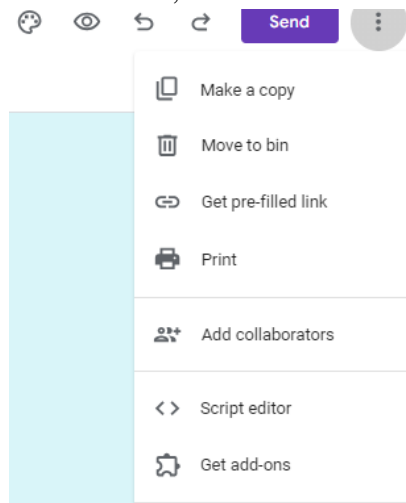 Send
Make a copy
Move to bin
Get pre-filled link
Print
Add collaborators
Script editor
Get add-ons